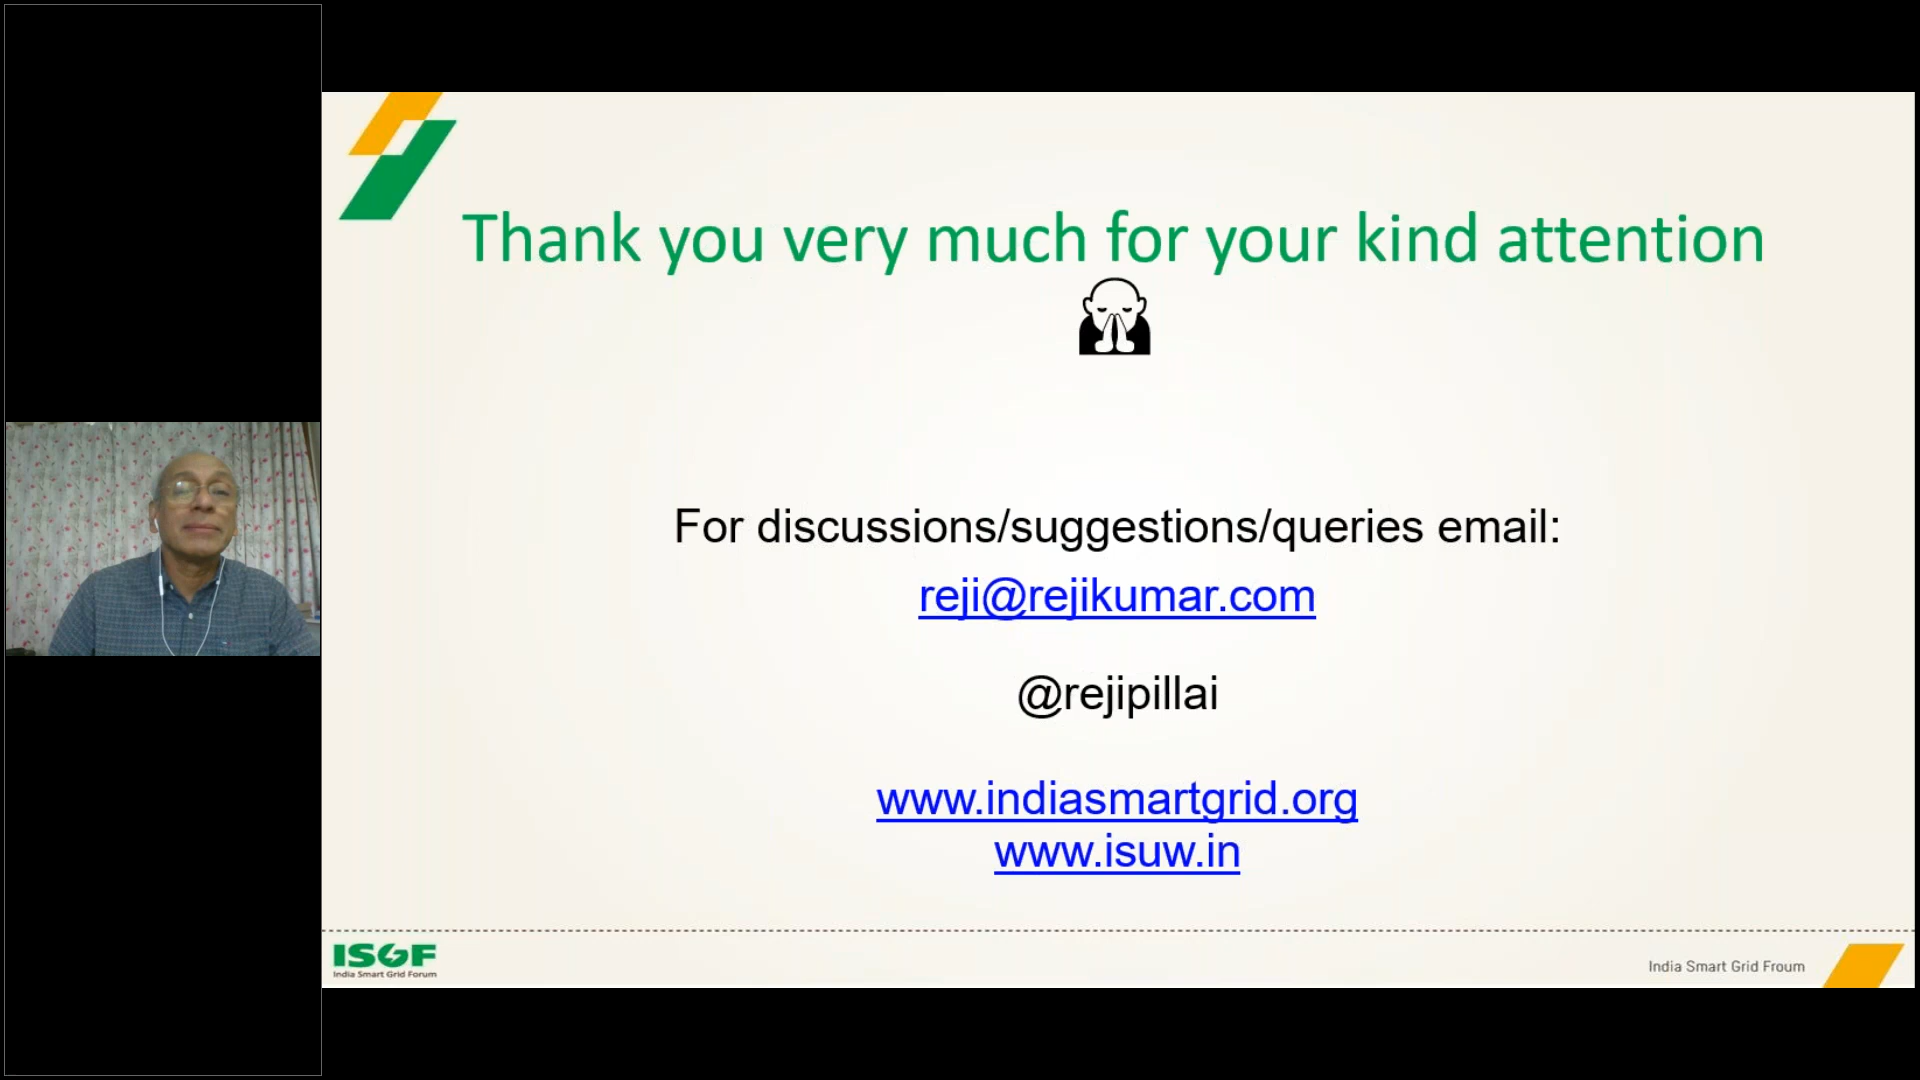 Thank you very much for your kind attention
For discussions/suggestions/queries email:
reji@rejikumar.com
@rejipillai
www.indiasmartgrid.org
www.isuw.in
ISGF
India Smart Grid Forum
India Smart Grid Froum